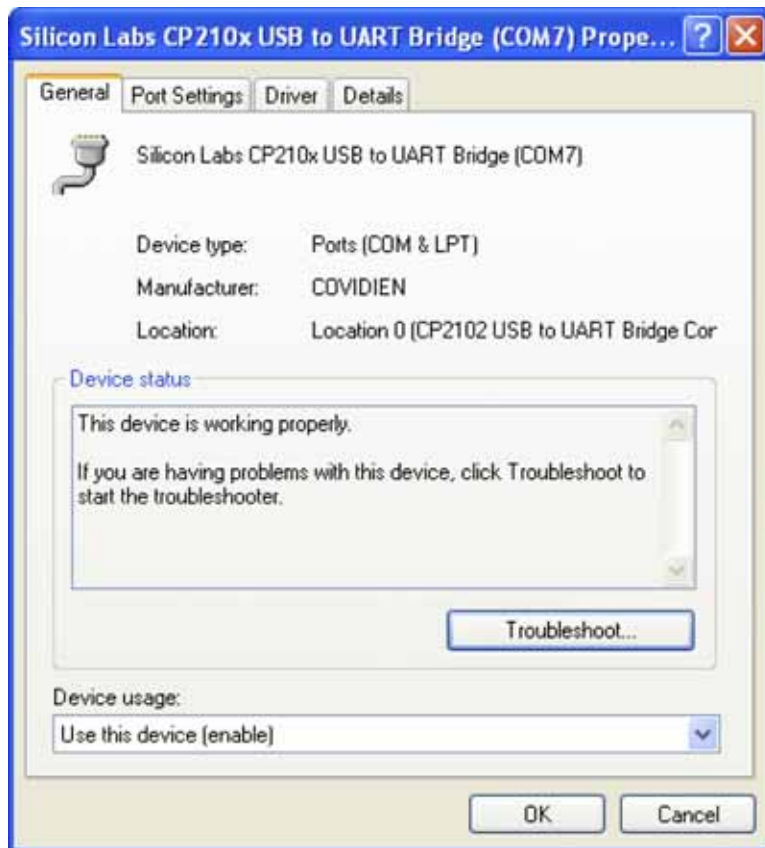 Silicon Labs CP210x USB to UART Bridge (COM7) Prope...
General Port Settings Driver Details
Silicon Labs CP210x USB to UART Bridge (COM7)
Device type: Ports (COM & LPT)
Manufacturer: COVIDIEN
Location: Location 0 (CP2102 USB to UART Bridge Cor
Device status
This device is working properly.
If you are having problems with this device, click Troubleshoot to
start the troubleshooter.
Troubleshoot...
Device usage:
Use this device (enable)
OK Cancel